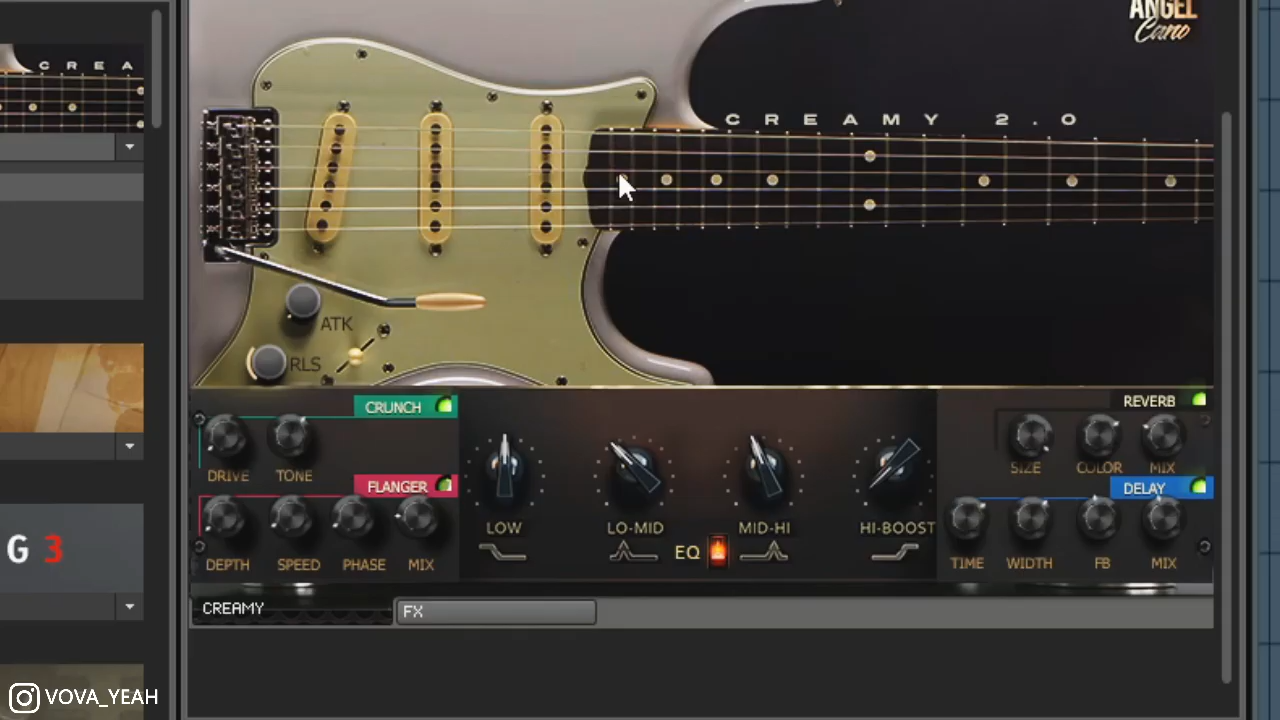 ANGEL
Cano
C R E A
CREAMY 2.0
ATK
RLS
CRUNCH
REVERB
DRIVE TONE
SIZE COLOR MIX
FLANGER
DELAY
LOW LO-MID MID-HI HI-BOOST
EQ
DEPTH SPEED PHASE MIX
TIME WIDTH FB MIX
G 3
CREAMY
FX
VOVA_YEAH